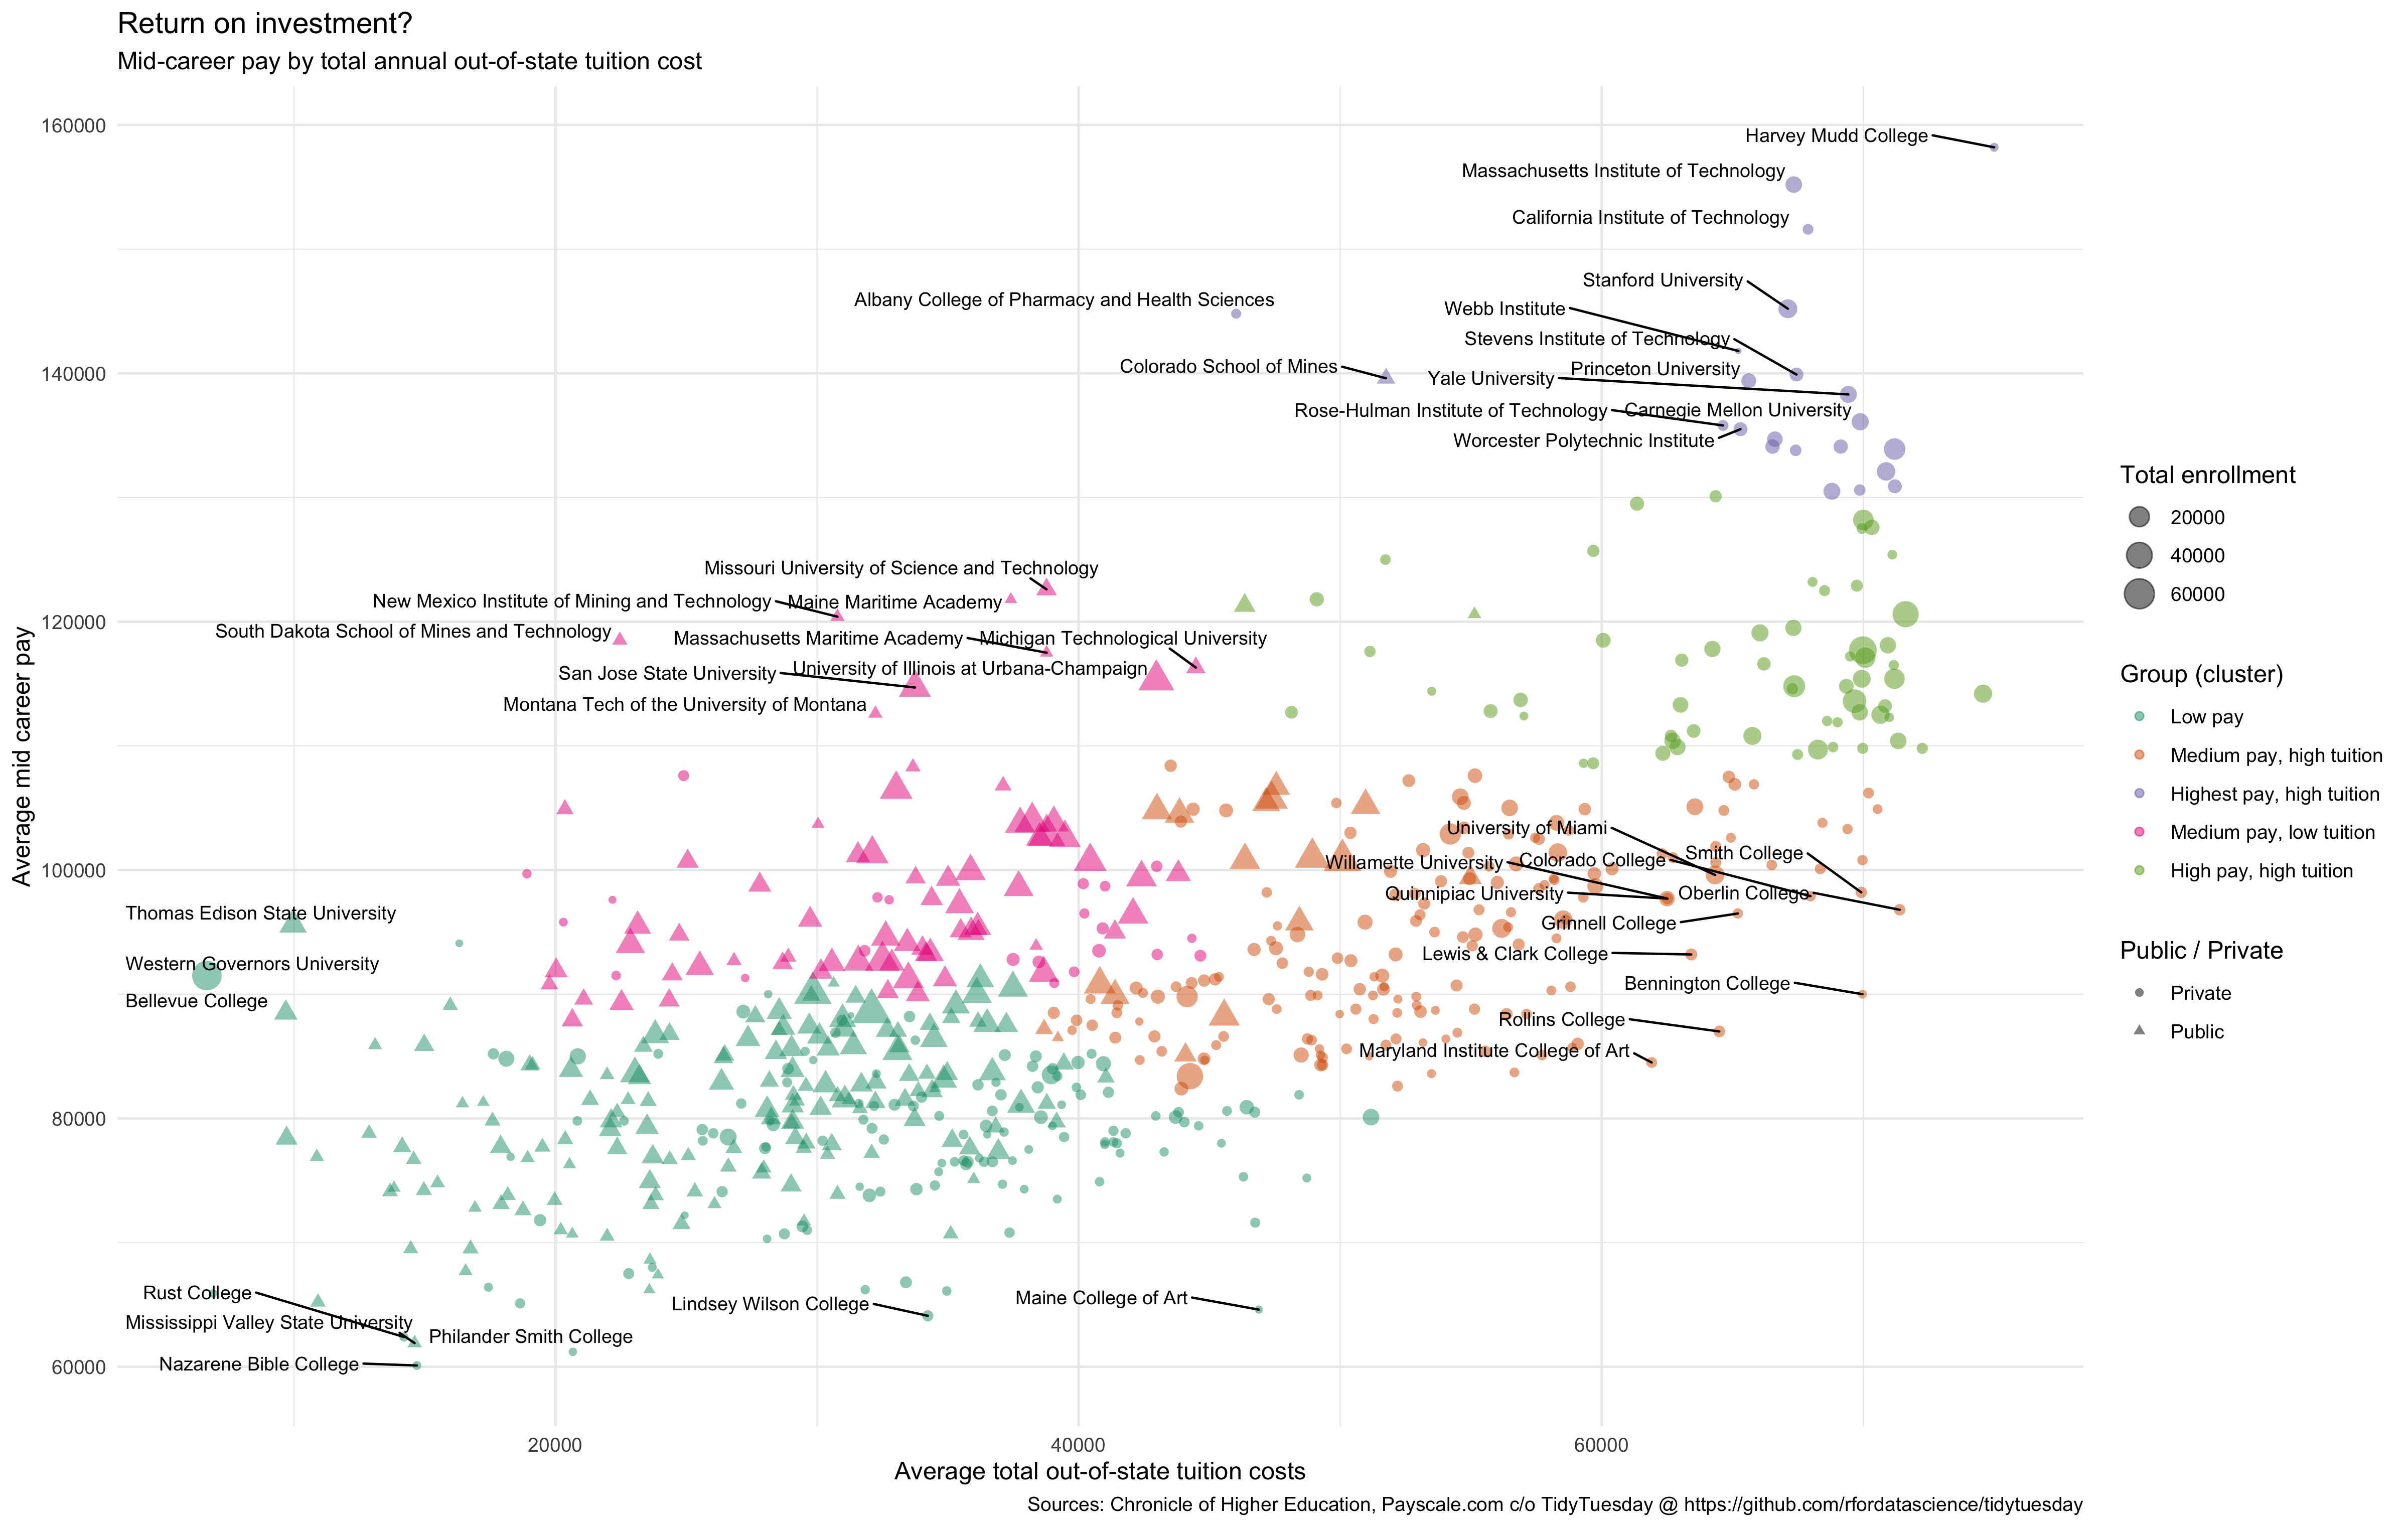 Return on investment?
Mid-career pay by total annual out-of-state tuition cost
160000
140000
120000
100000
80000
60000
Average mid career pay
Harvey Mudd College
Massachusetts Institute of Technology
California Institute of Technology
Stanford University
Albany College of Pharmacy and Health Sciences
Webb Institute
Stevens Institute of Technology
Colorado School of Mines
Princeton University
Yale University
Rose-Hulman Institute of Technology
Carnegie Mellon University
Worcester Polytechnic Institute
Missouri University of Science and Technology
New Mexico Institute of Mining and Technology
Maine Maritime Academy
South Dakota School of Mines and Technology
Massachusetts Maritime Academy
Michigan Technological University
San Jose State University
University of Illinois at Urbana-Champaign
Montana Tech of the University of Montana
University of Miami
Willamette University
Colorado College
Smith College
Quinnipiac University
Oberlin College
Grinnell College
Thomas Edison State University
Lewis & Clark College
Western Governors University
Bennington College
Bellevue College
Rollins College
Maryland Institute College of Art
Rust College
Lindsey Wilson College
Maine College of Art
Mississippi Valley State University
Philander Smith College
Nazarene Bible College
20000
40000
60000
Average total out-of-state tuition costs
Sources: Chronicle of Higher Education, Payscale.com c/o TidyTuesday @ https://github.com/rfordatascience/tidytuesday
Total enrollment
20000
40000
60000
Group (cluster)
Low pay
Medium pay, high tuition
Highest pay, high tuition
Medium pay, low tuition
High pay, high tuition
Public / Private
Private
Public